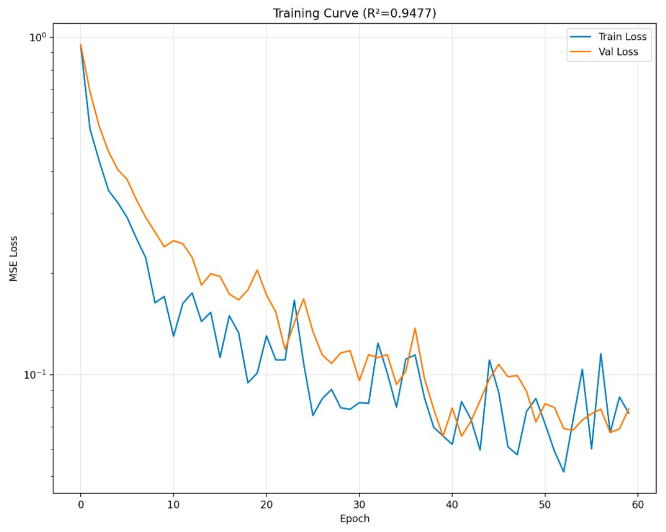 Training Curve (R²=0.9477)
Train Loss
Val Loss
10⁰
10⁻¹
MSE Loss
0 10 20 30 40 50 60
Epoch